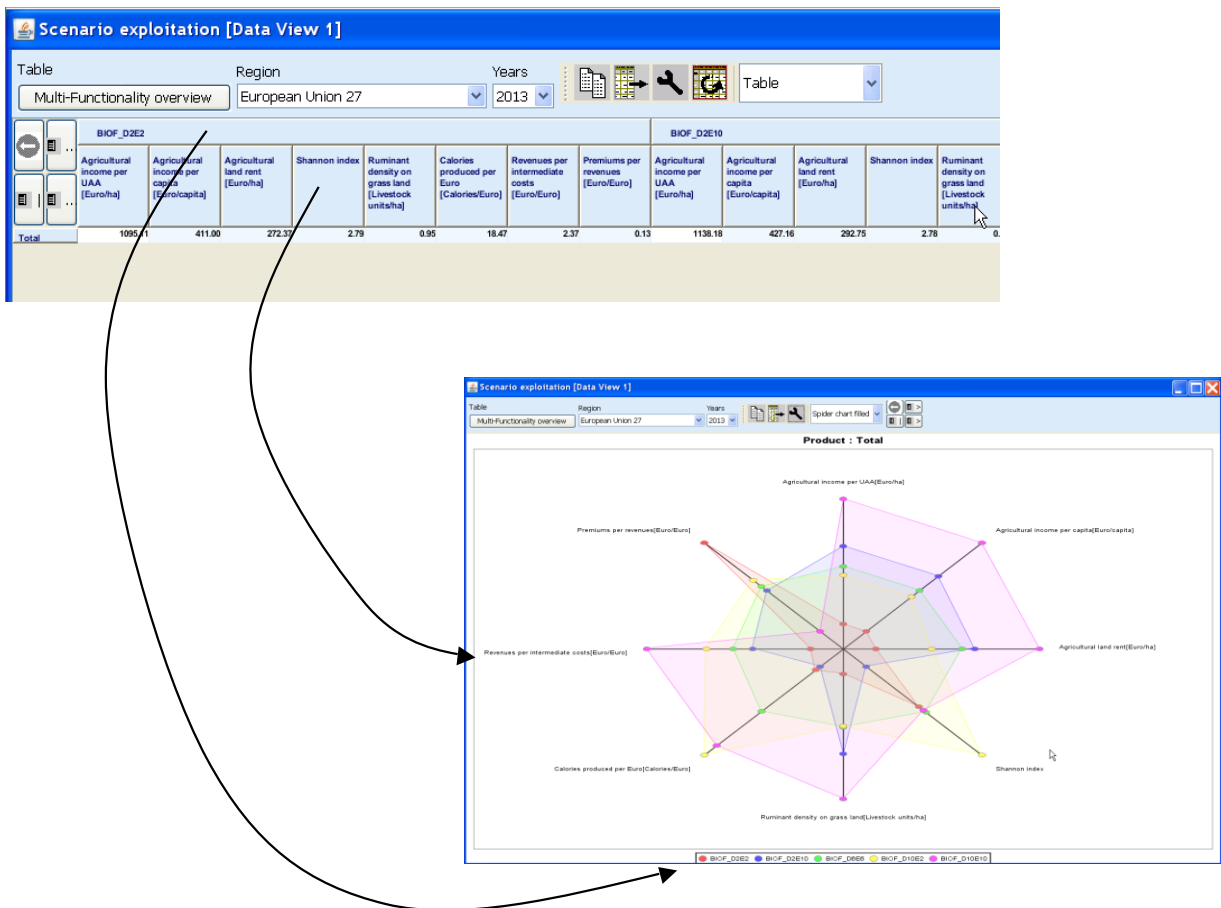 Scenario exploitation [Data View 1]
Table Region Years
Multi-Functionality overview European Union 27 2013 Table
BIOF_D2E2 BIOF_D2E10
Agricultural income per UAA [Euro/ha]
Agricultural income per capita [Euro/capita]
Agricultural land rent [Euro/ha]
Shannon index
Ruminant density on grass land [Livestock units/ha]
Calories produced per Euro [Calories/Euro]
Revenues per intermediate costs [Euro/Euro]
Premiums per revenues [Euro/Euro]
Agricultural income per UAA [Euro/ha]
Agricultural income per capita [Euro/capita]
Agricultural land rent [Euro/ha]
Shannon index
Ruminant density on grass land [Livestock units/ha]
Total 1095.11 411.00 272.37 2.79 0.95 18.47 2.37 0.13 1138.18 427.16 292.75 2.78 0.
Scenario exploitation [Data View 1]
Table Region Years
Multi-Functionality overview European Union 27 2013 Spider chart filled
Product : Total
Agricultural income per UAA[Euro/ha]
Premiums per revenues[Euro/Euro]
Agricultural income per capita[Euro/capita]
Revenues per intermediate costs[Euro/Euro]
Agricultural land rent[Euro/ha]
Calories produced per Euro[Calories/Euro]
Shannon index
Ruminant density on grass land[Livestock units/ha]
BIOF_D2E2 BIOF_D2E10 BIOF_D6E6 BIOF_D10E2 BIOF_D10E10